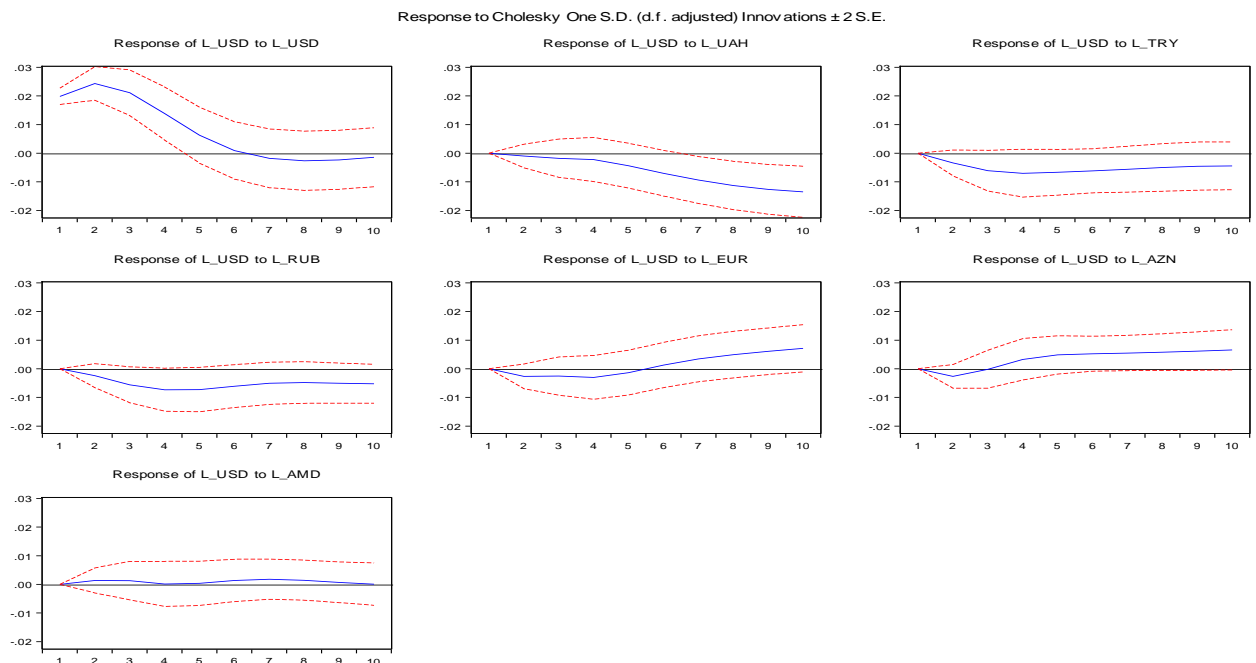 Response to Cholesky One S.D. (d.f. adjusted) Innovations ± 2 S.E.
Response of L_USD to L_USD
.03
.02
.01
.00
-.01
-.02
1 2 3 4 5 6 7 8 9 10
Response of L_USD to L_UAH
.03
.02
.01
.00
-.01
-.02
1 2 3 4 5 6 7 8 9 10
Response of L_USD to L_TRY
.03
.02
.01
.00
-.01
-.02
1 2 3 4 5 6 7 8 9 10
Response of L_USD to L_RUB
.03
.02
.01
.00
-.01
-.02
1 2 3 4 5 6 7 8 9 10
Response of L_USD to L_EUR
.03
.02
.01
.00
-.01
-.02
1 2 3 4 5 6 7 8 9 10
Response of L_USD to L_AZN
.03
.02
.01
.00
-.01
-.02
1 2 3 4 5 6 7 8 9 10
Response of L_USD to L_AMD
.03
.02
.01
.00
-.01
-.02
1 2 3 4 5 6 7 8 9 10